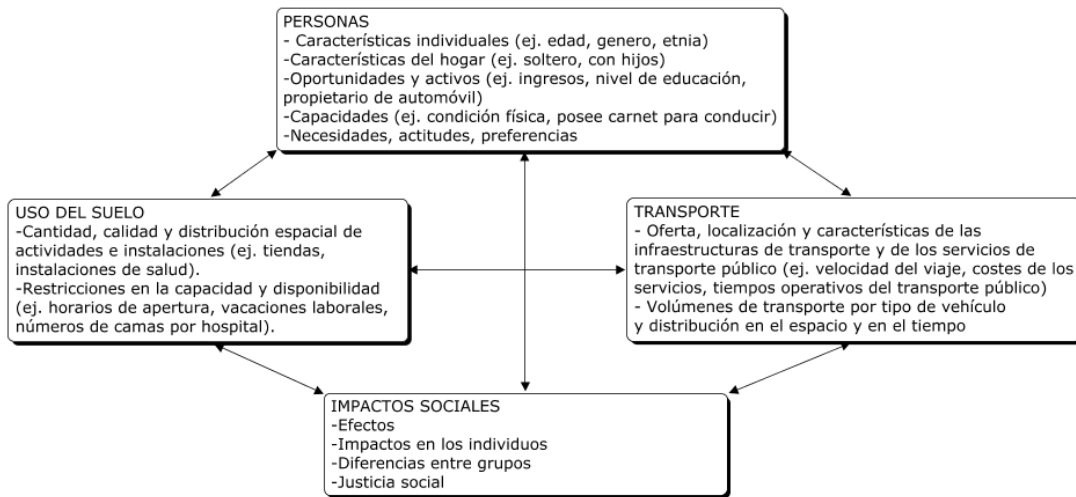 PERSONAS
- Características individuales (ej. edad, genero, etnia)
-Características del hogar (ej. soltero, con hijos)
-Oportunidades y activos (ej. ingresos, nivel de educación,
propietario de automóvil)
-Capacidades (ej. condición física, posee carnet para conducir)
-Necesidades, actitudes, preferencias
USO DEL SUELO
-Cantidad, calidad y distribución espacial de
actividades e instalaciones (ej. tiendas,
instalaciones de salud).
-Restricciones en la capacidad y disponibilidad
(ej. horarios de apertura, vacaciones laborales,
números de camas por hospital).
TRANSPORTE
- Oferta, localización y características de las
infraestructuras de transporte y de los servicios de
transporte público (ej. velocidad del viaje, costes de los
servicios, tiempos operativos del transporte público)
- Volúmenes de transporte por tipo de vehículo
y distribución en el espacio y en el tiempo
IMPACTOS SOCIALES
-Efectos
-Impactos en los individuos
-Diferencias entre grupos
-Justicia social